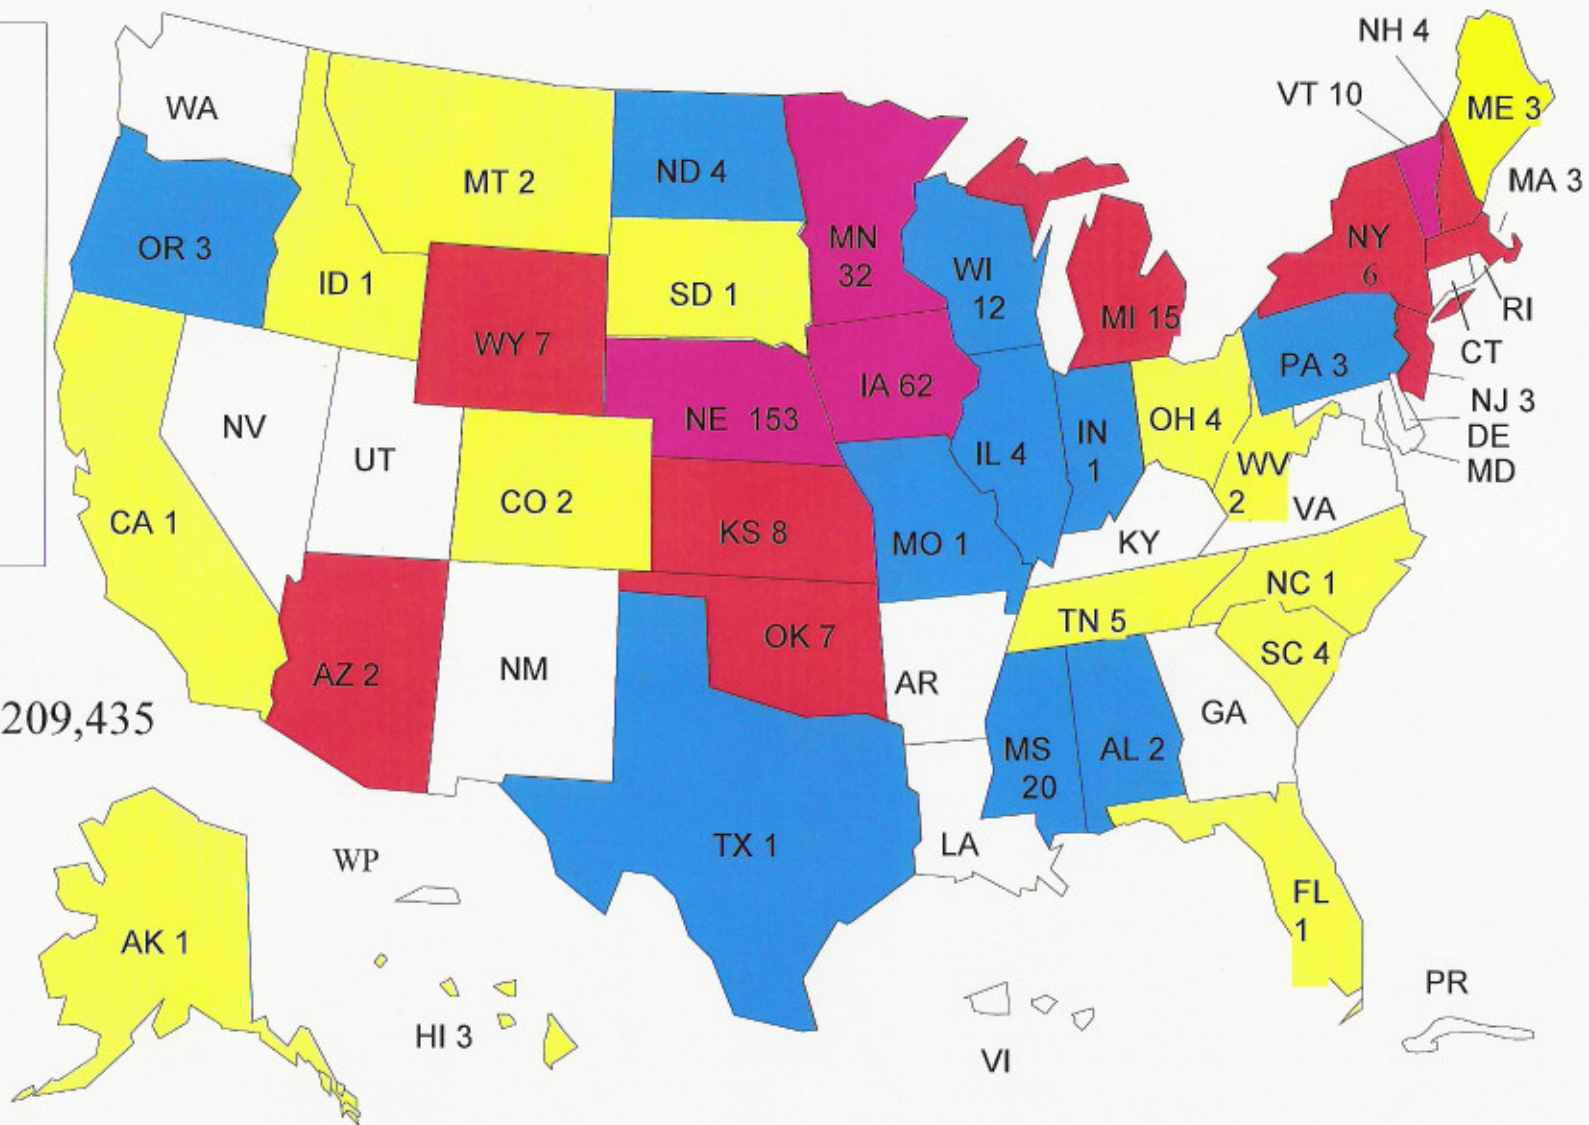 NH 4
VT 10
WA
ME 3
MT 2
ND 4
MA 3
OR 3
MN
32
NY
6
ID 1
SD 1
WI
12
RI
WY 7
MI 15
CT
PA 3
NE 153
IA 62
NJ 3
NV
OH 4
DE
UT
IL 4
IN
1
MD
WV
2
CO 2
VA
CA 1
KS 8
MO 1
KY
NC 1
TN 5
OK 7
SC 4
AZ 2
NM
AR
GA
209,435
MS
20
AL 2
TX 1
LA
WP
FL
1
AK 1
PR
HI 3
VI